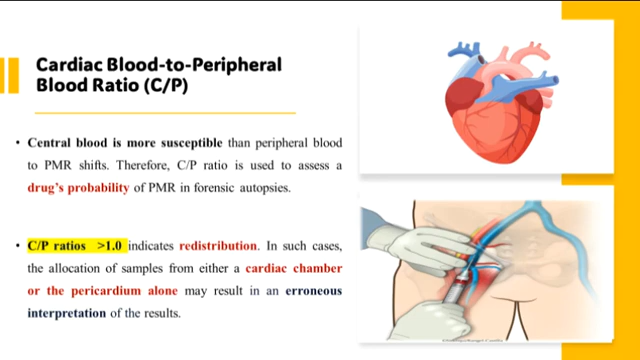 Cardiac Blood-to-Peripheral
Blood Ratio (C/P)
• Central blood is more susceptible than peripheral blood
to PMR shifts. Therefore, C/P ratio is used to assess a
drug's probability of PMR in forensic autopsies.
• C/P ratios >1.0 indicates redistribution. In such cases,
the allocation of samples from either a cardiac chamber
or the pericardium alone may result in an erroneous
interpretation of the results.